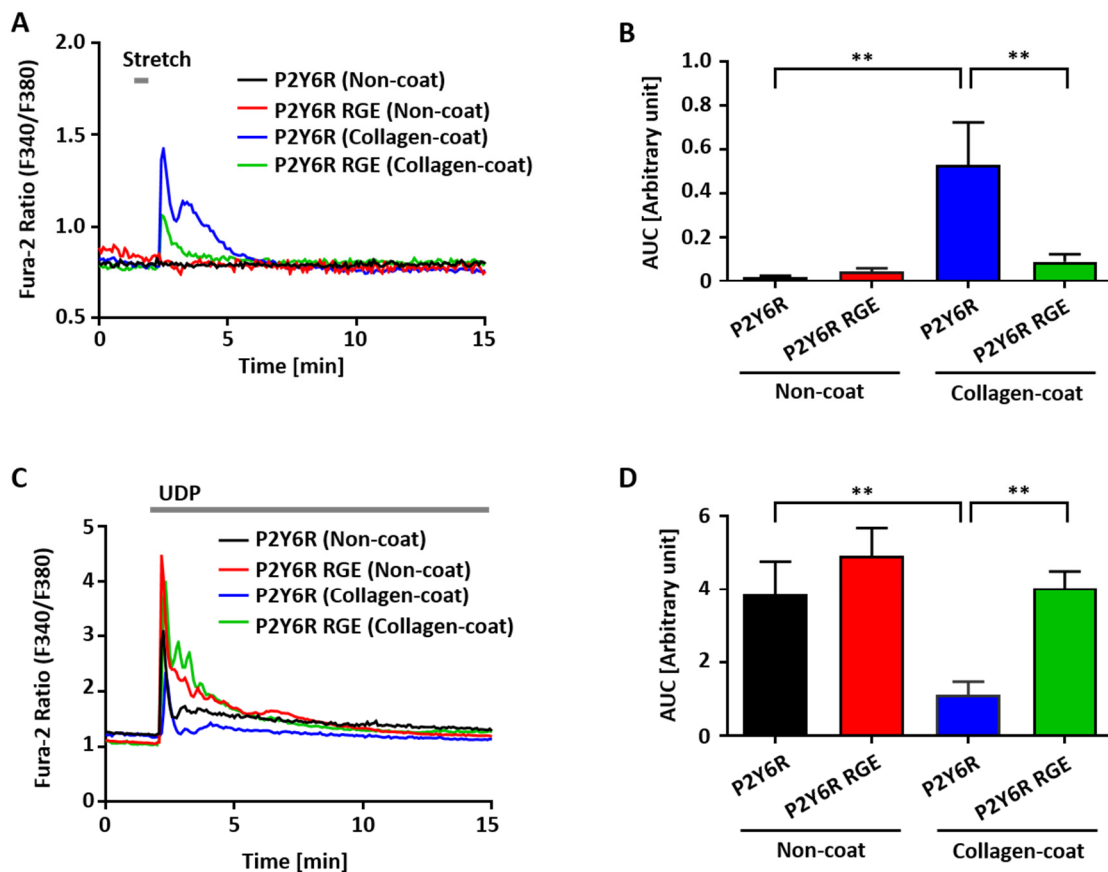 A
2.0
1.5
1.0
0.5
Fura-2 Ratio (F340/F380)
Stretch
P2Y6R (Non-coat)
P2Y6R RGE (Non-coat)
P2Y6R (Collagen-coat)
P2Y6R RGE (Collagen-coat)
0 5 10 15
Time [min]
B
1.0
0.8
0.6
0.4
0.2
0
AUC [Arbitrary unit]
** **
P2Y6R P2Y6R RGE P2Y6R P2Y6R RGE
Non-coat Collagen-coat
C
UDP
5
4
3
2
1
0
Fura-2 Ratio (F340/F380)
P2Y6R (Non-coat)
P2Y6R RGE (Non-coat)
P2Y6R (Collagen-coat)
P2Y6R RGE (Collagen-coat)
0 5 10 15
Time [min]
D
6
4
2
0
AUC [Arbitrary unit]
** **
P2Y6R P2Y6R RGE P2Y6R P2Y6R RGE
Non-coat Collagen-coat